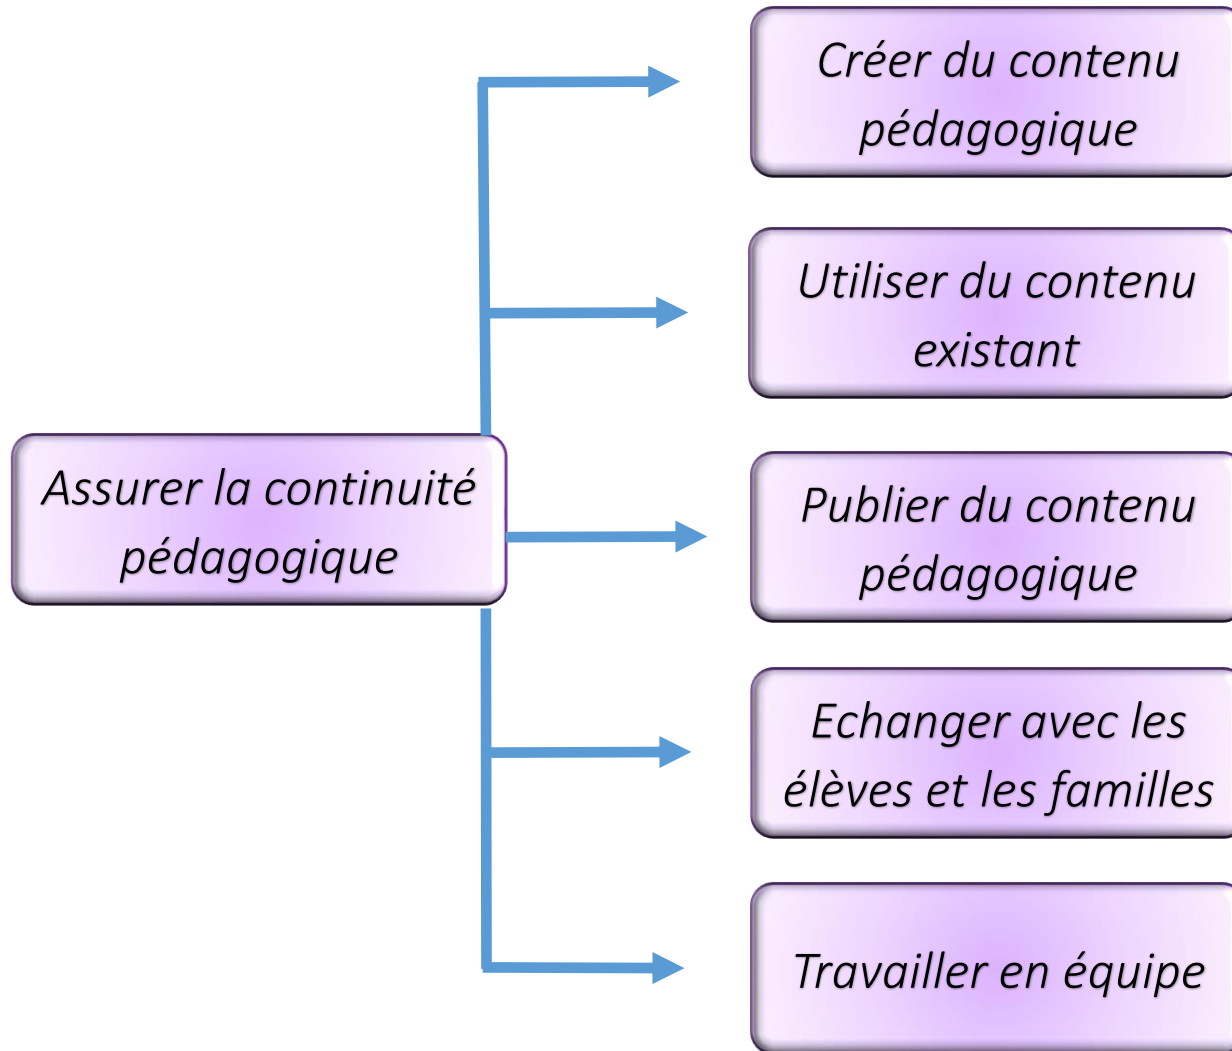 Créer du contenu
pédagogique
Utiliser du contenu
existant
Assurer la continuité
pédagogique
Publier du contenu
pédagogique
Echanger avec les
élèves et les familles
Travailler en équipe